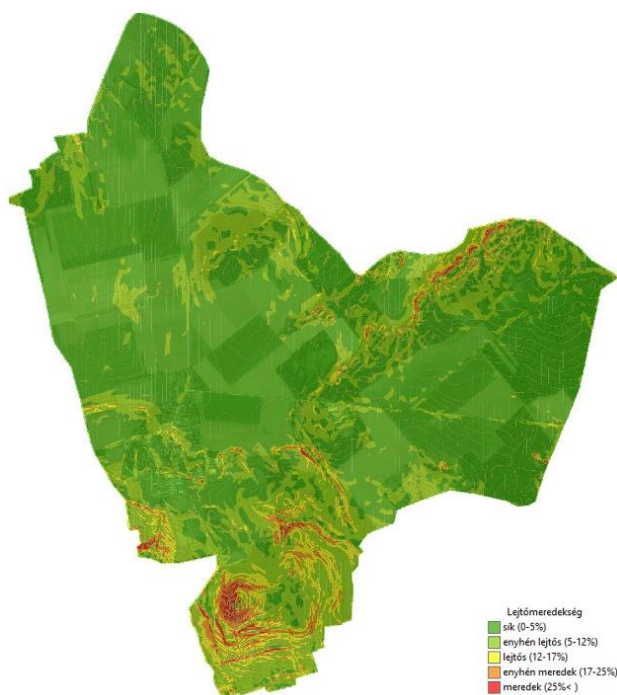 Lejtőmeredekség
sík (0-5%)
enyhén lejtős (5-12%)
lejtős (12-17%)
enyhén meredek (17-25%)
meredek (25%< )